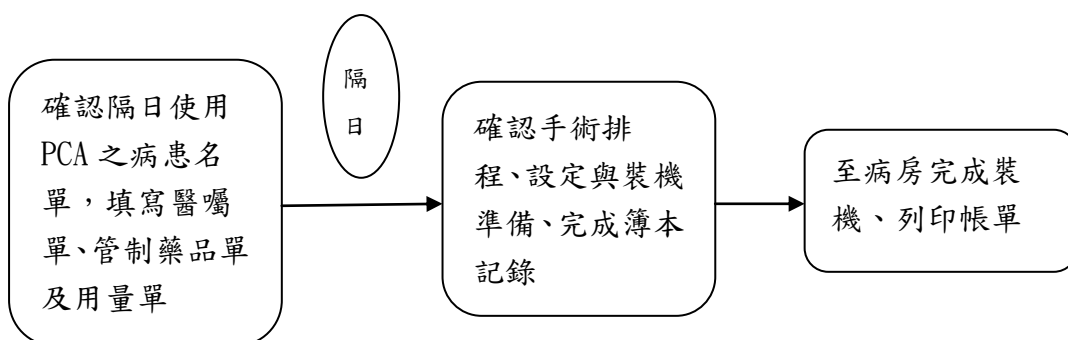 確認隔日使用
PCA之病患名
單，填寫醫囑
單、管制藥品單
及用量單
隔
日
確認手術排
程、設定與裝機
準備、完成簿本
記錄
至病房完成裝
機、列印帳單